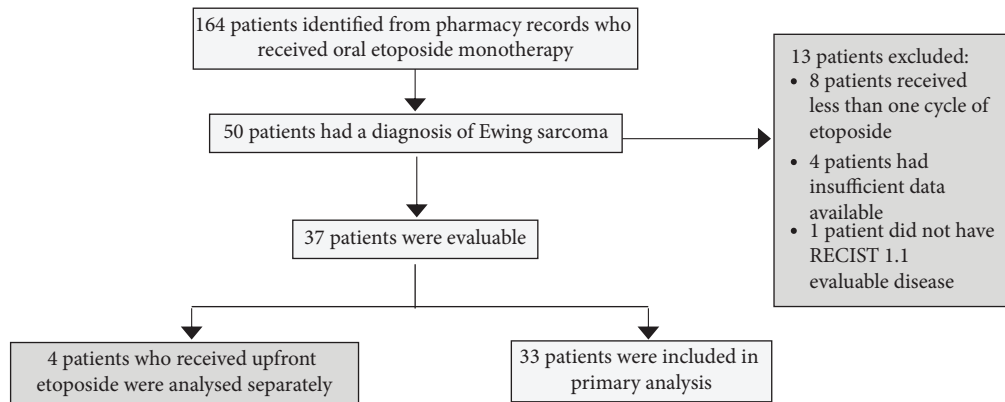 164 patients identified from pharmacy records who
received oral etoposide monotherapy
50 patients had a diagnosis of Ewing sarcoma
13 patients excluded:
• 8 patients received
less than one cycle of
etoposide
• 4 patients had
insufficient data
available
• 1 patient did not have
RECIST 1.1
evaluable disease
37 patients were evaluable
4 patients who received upfront
etoposide were analysed separately
33 patients were included in
primary analysis